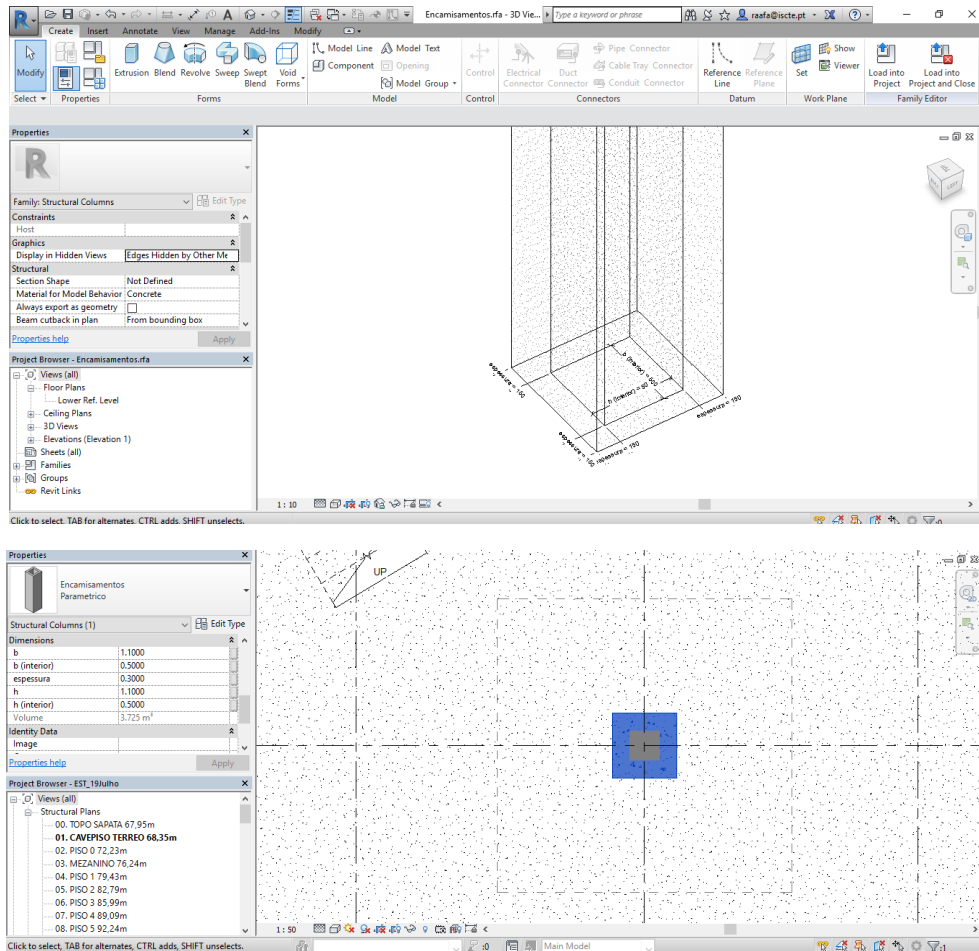 Encamisamentos.rfa - 3D Vie...
Type a keyword or phrase
raafa@iscte.pt
Create Insert Annotate View Manage Add-Ins Modify
Modify
Extrusion Blend Revolve Sweep Swept Blend Void Forms
Model Line Model Text
Component Opening
Model Group
Control
Electrical Connector Duct Connector
Pipe Connector
Cable Tray Connector
Conduit Connector
Reference Line Reference Plane
Set
Show
Viewer
Load into Project Load into Project and Close
Select Properties Forms Model Control Connectors Datum Work Plane Family Editor
Properties
Family: Structural Columns Edit Type
Constraints
Host
Graphics
Display in Hidden Views Edges Hidden by Other Me
Structural
Section Shape Not Defined
Material for Model Behavior Concrete
Always export as geometry
Beam cutback in plan From bounding box
Properties help Apply
Project Browser - Encamisamentos.rfa
Views (all)
Floor Plans
Lower Ref. Level
Ceiling Plans
3D Views
Elevations (Elevation 1)
Sheets (all)
Families
Groups
Revit Links
espessura = 190
1 : 10
Click to select, TAB for alternates, CTRL adds, SHIFT unselects.
:0
Properties
Encamisamentos
Parametrico
Structural Columns (1) Edit Type
Dimensions
b 1.1000
b (interior) 0.5000
espessura 0.3000
h 1.1000
h (interior) 0.5000
Volume 3.725 m³
Identity Data
Image
Properties help Apply
Project Browser - EST_19Julho
Views (all)
Structural Plans
00. TOPO SAPATA 67,95m
01. CAVEPISO TERREO 68,35m
02. PISO 0 72,23m
03. MEZANINO 76,24m
04. PISO 1 79,43m
05. PISO 2 82,79m
06. PISO 3 85,99m
07. PISO 4 89,09m
08. PISO 5 92,24m
UP
1 : 50
Click to select, TAB for alternates, CTRL adds, SHIFT unselects.
:0
Main Model
:1